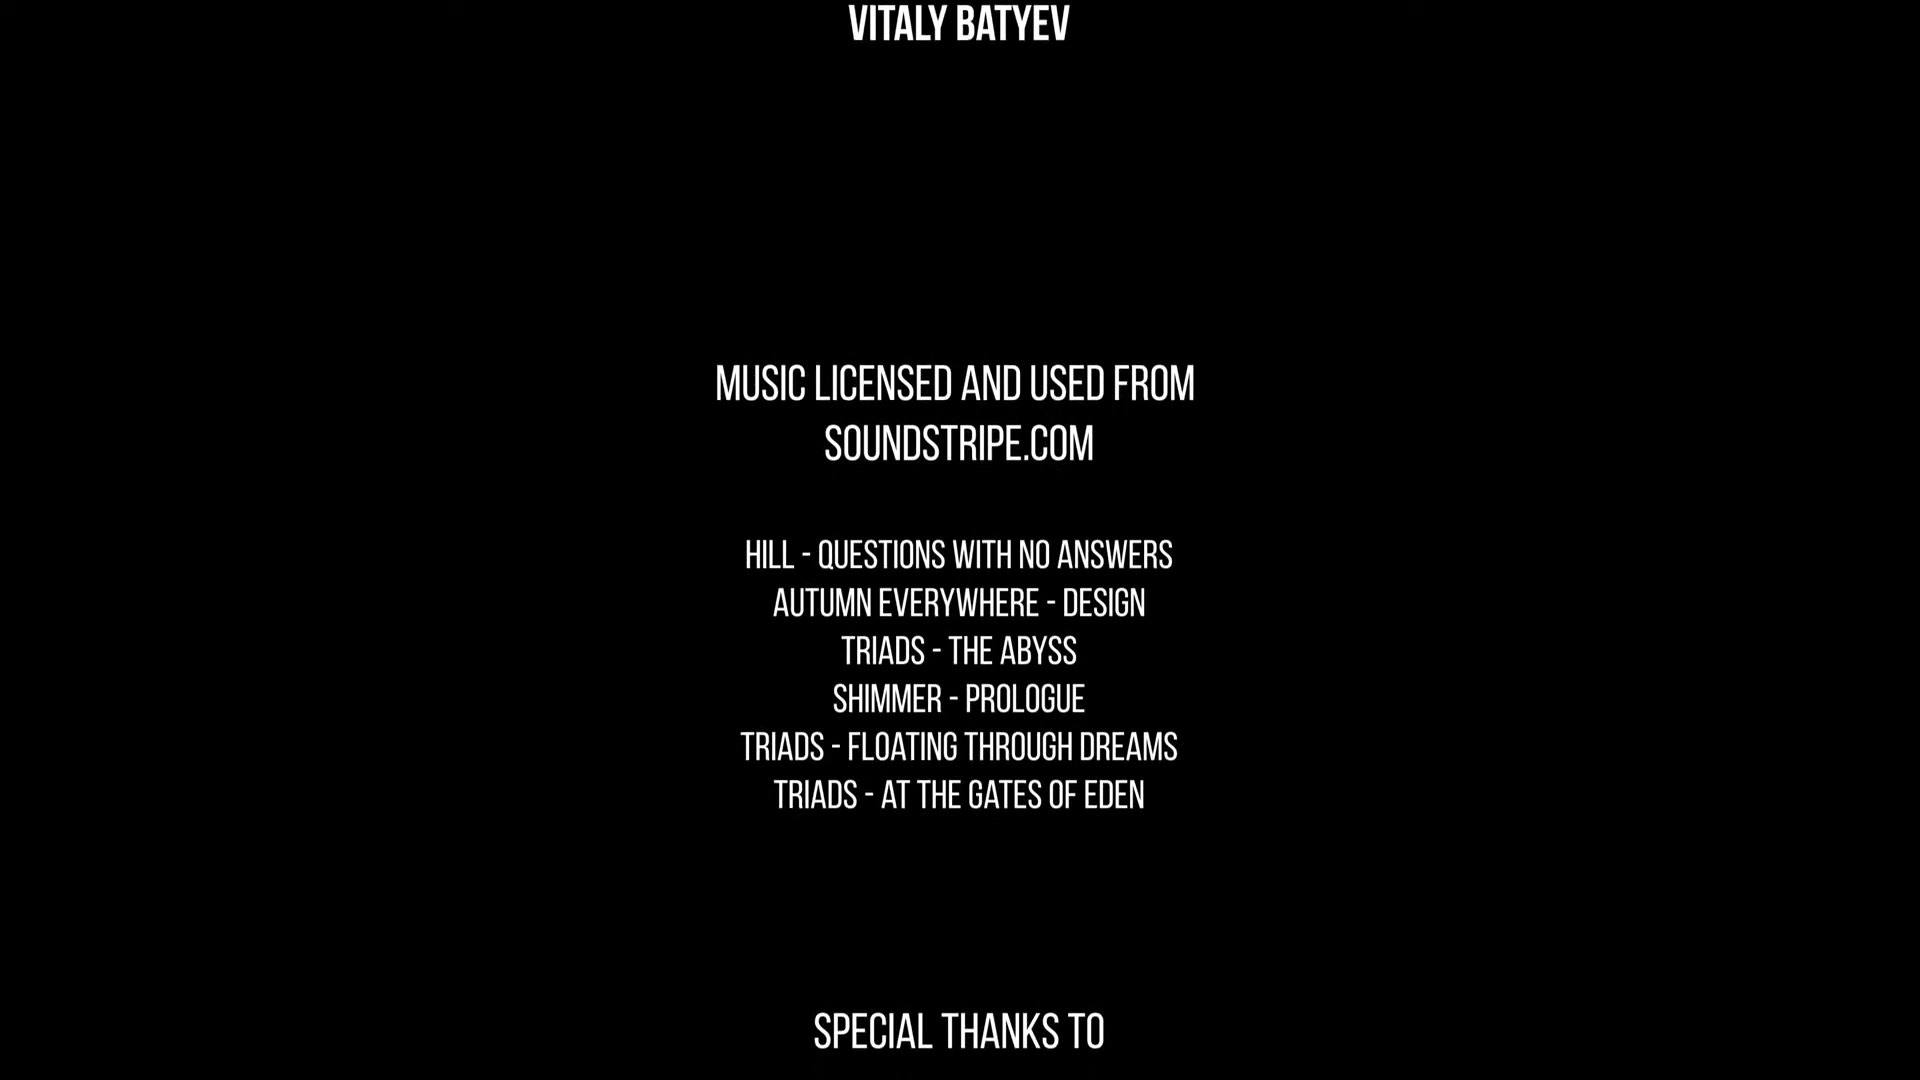 VITALY BATYEV
MUSIC LICENSED AND USED FROM
SOUNDSTRIPE.COM
HILL - QUESTIONS WITH NO ANSWERS
AUTUMN EVERYWHERE - DESIGN
TRIADS - THE ABYSS
SHIMMER - PROLOGUE
TRIADS - FLOATING THROUGH DREAMS
TRIADS - AT THE GATES OF EDEN
SPECIAL THANKS TO